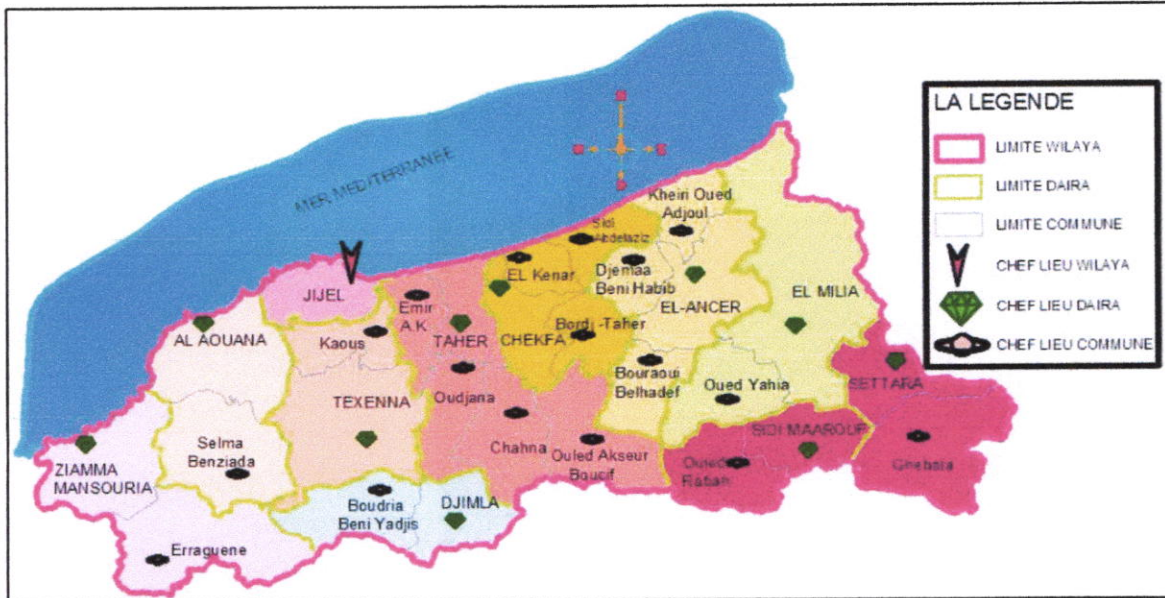 MER MEDITERRANEE
JIJEL
AL AOUANA
Kaous
Emir
A.K
TAHER
EL Kenar
Sidi
Abdelaziz
Kheiri Oued
Adjoul
Djemaa
Beni Habib
EL-ANCER
EL MILIA
CHEKFA
Bordj -Taher
Bouraoui
Belhadef
Oued Yahia
SETTARA
TEXENNA
Oudjana
Chahna
Ouled Akseur
Boucif
SIDI MAAROUF
Ouled
Rabah
Ghebala
ZIAMMA
MANSOURIA
Selma
Benziada
Boudria
Beni Yadjis
DJIMLA
Erraguene
LA LEGENDE
LIMITE WILAYA
LIMITE DAIRA
LIMITE COMMUNE
CHEF LIEU WILAYA
CHEF LIEU DAIRA
CHEF LIEU COMMUNE